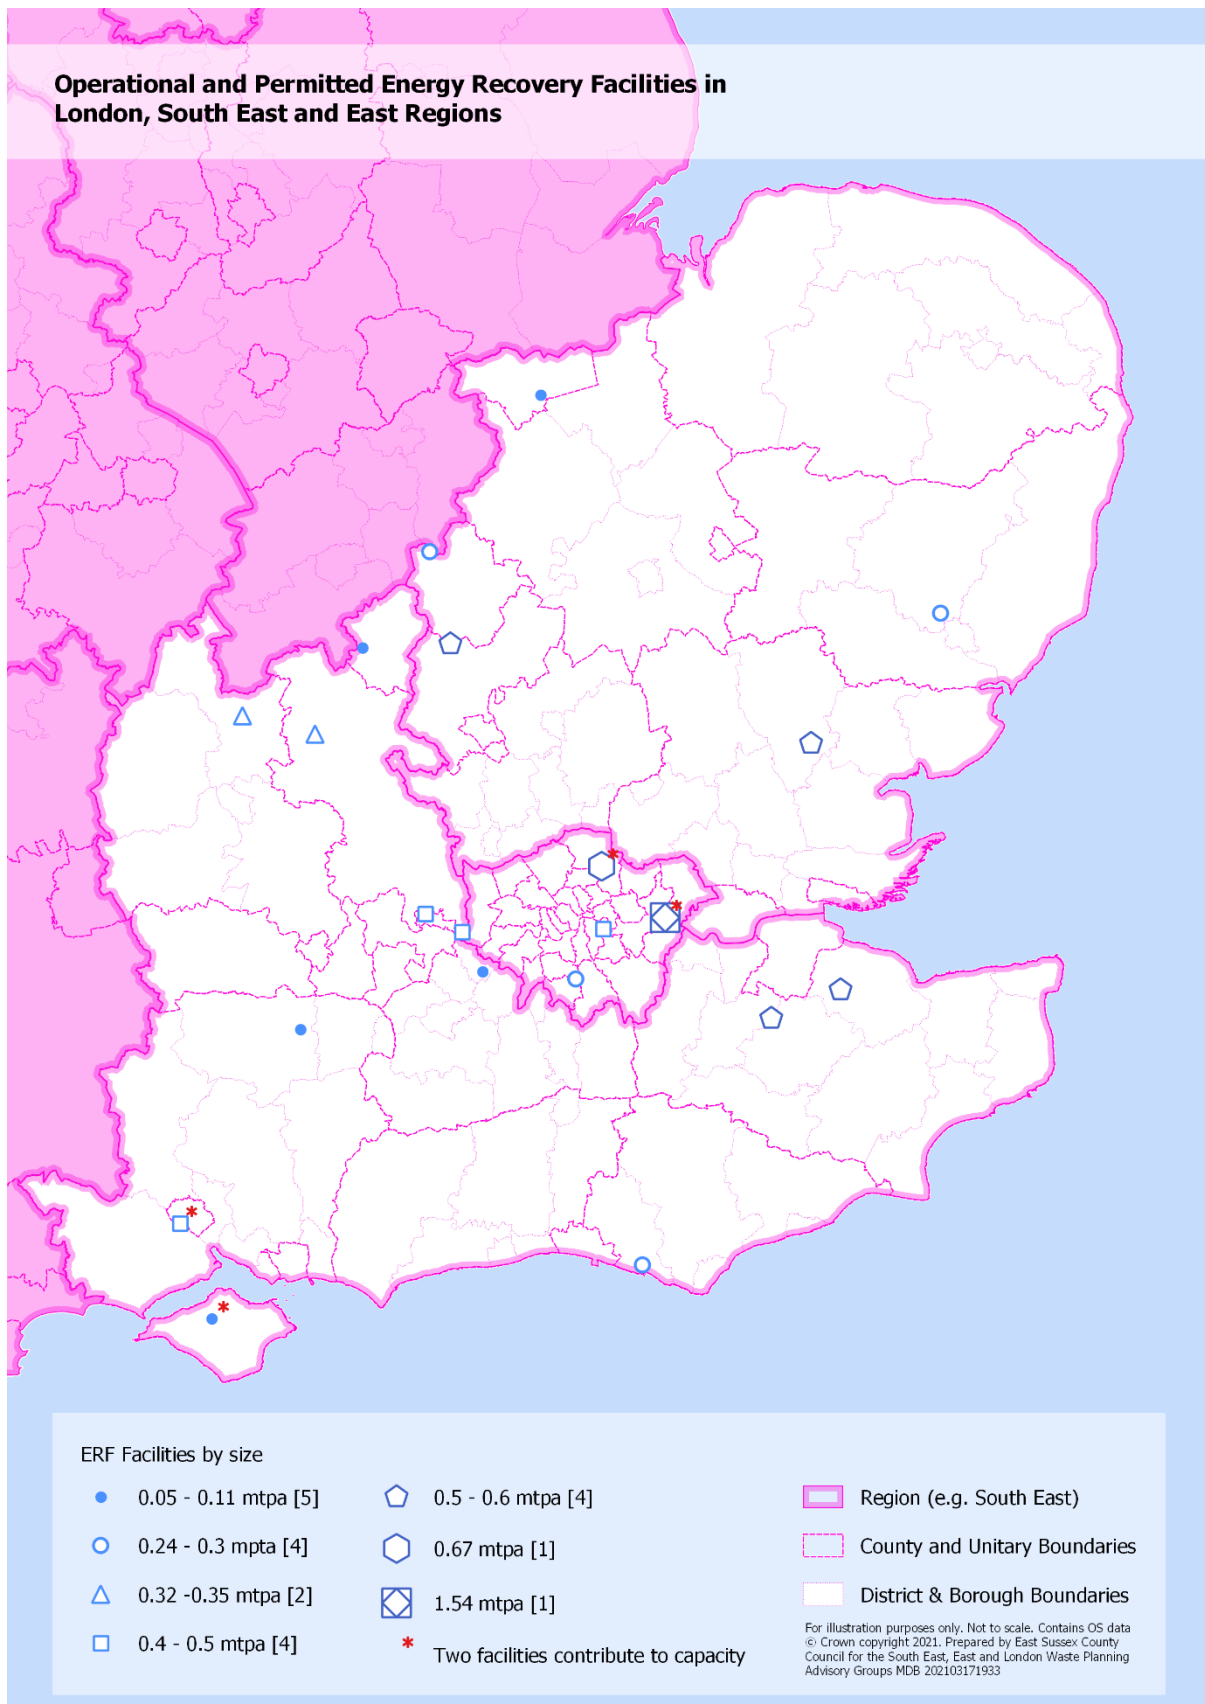 Operational and Permitted Energy Recovery Facilities in
London, South East and East Regions
ERF Facilities by size
0.05 - 0.11 mtpa [5]
0.24 - 0.3 mpta [4]
0.32 -0.35 mtpa [2]
0.4 - 0.5 mtpa [4]
0.5 - 0.6 mtpa [4]
0.67 mtpa [1]
1.54 mtpa [1]
* Two facilities contribute to capacity
Region (e.g. South East)
County and Unitary Boundaries
District & Borough Boundaries
For illustration purposes only. Not to scale. Contains OS data
© Crown copyright 2021. Prepared by East Sussex County
Council for the South East, East and London Waste Planning
Advisory Groups MDB 202103171933